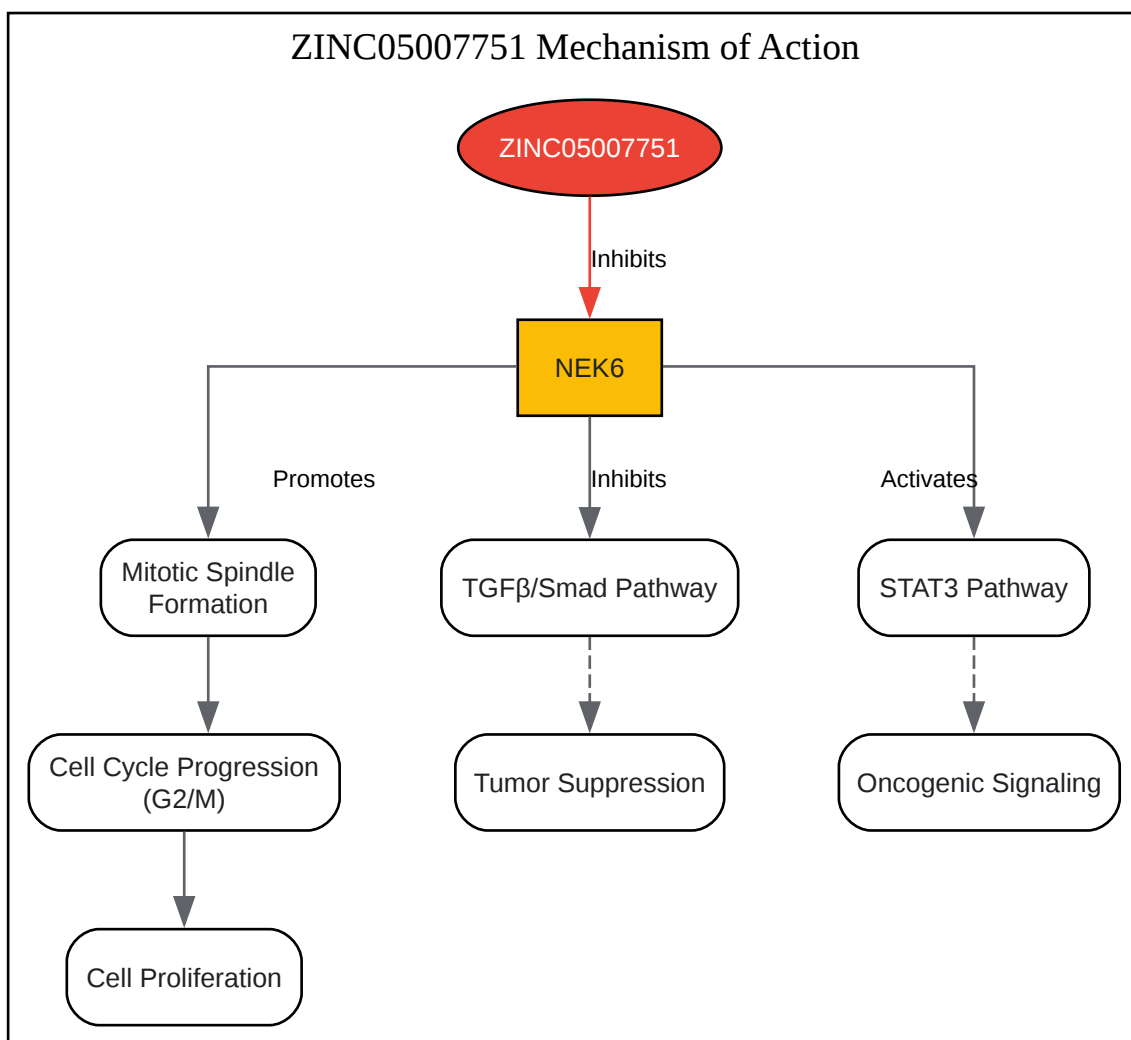 ZINC05007751 Mechanism of Action
ZINC05007751
Inhibits
NEK6
Promotes
Inhibits
Activates
Mitotic Spindle
Formation
TGFβ/Smad Pathway
STAT3 Pathway
Cell Cycle Progression
(G2/M)
Tumor Suppression
Oncogenic Signaling
Cell Proliferation